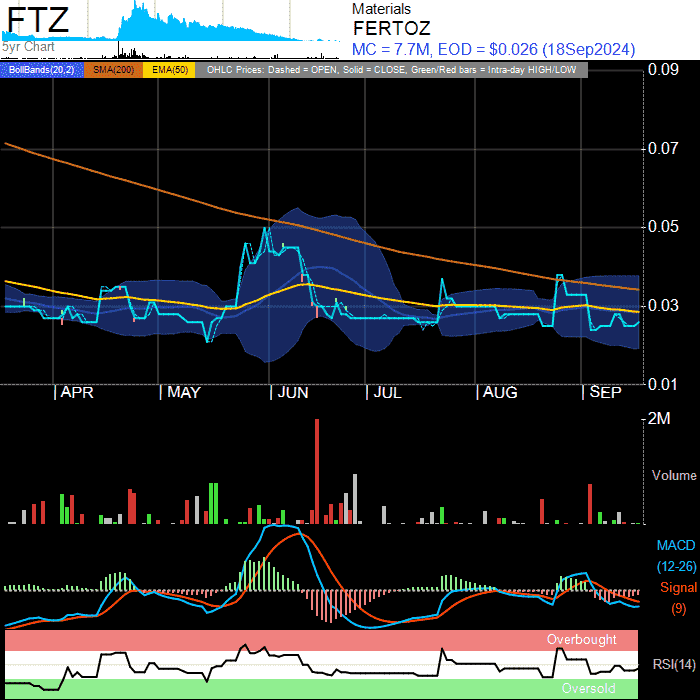 FTZ
5yr Chart
Materials
FERTOZ
MC = 7.7M, EOD = $0.026 (18Sep2024)
BollBands(20,2) SMA(200) EMA(50) OHLC Prices: Dashed = OPEN, Solid = CLOSE, Green/Red bars = Intra-day HIGH/LOW
0.09
0.07
0.05
0.03
0.01
APR MAY JUN JUL AUG SEP
2M
Volume
MACD
(12-26)
Signal
(9)
Overbought
RSI(14)
Oversold